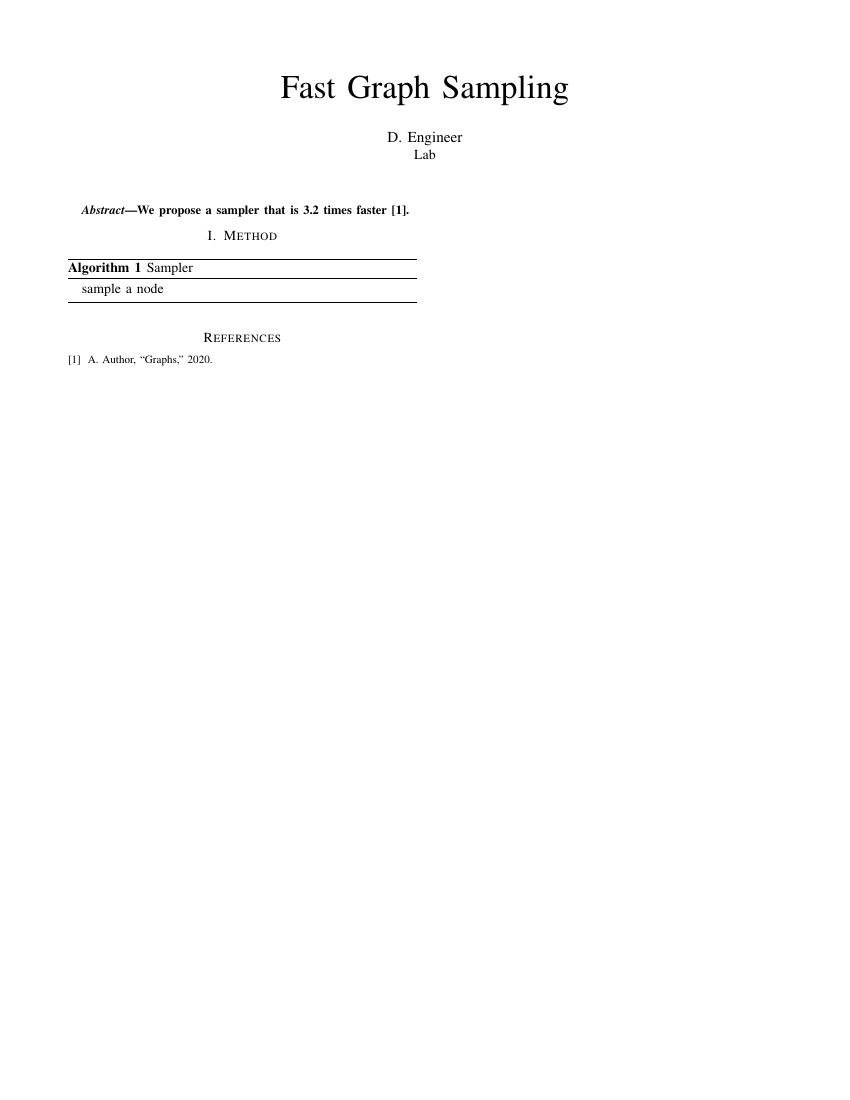 Fast Graph Sampling
D. Engineer
Lab
Abstract—We propose a sampler that is 3.2 times faster [1].
I. METHOD
Algorithm 1 Sampler
sample a node
REFERENCES
[1] A. Author, “Graphs,” 2020.